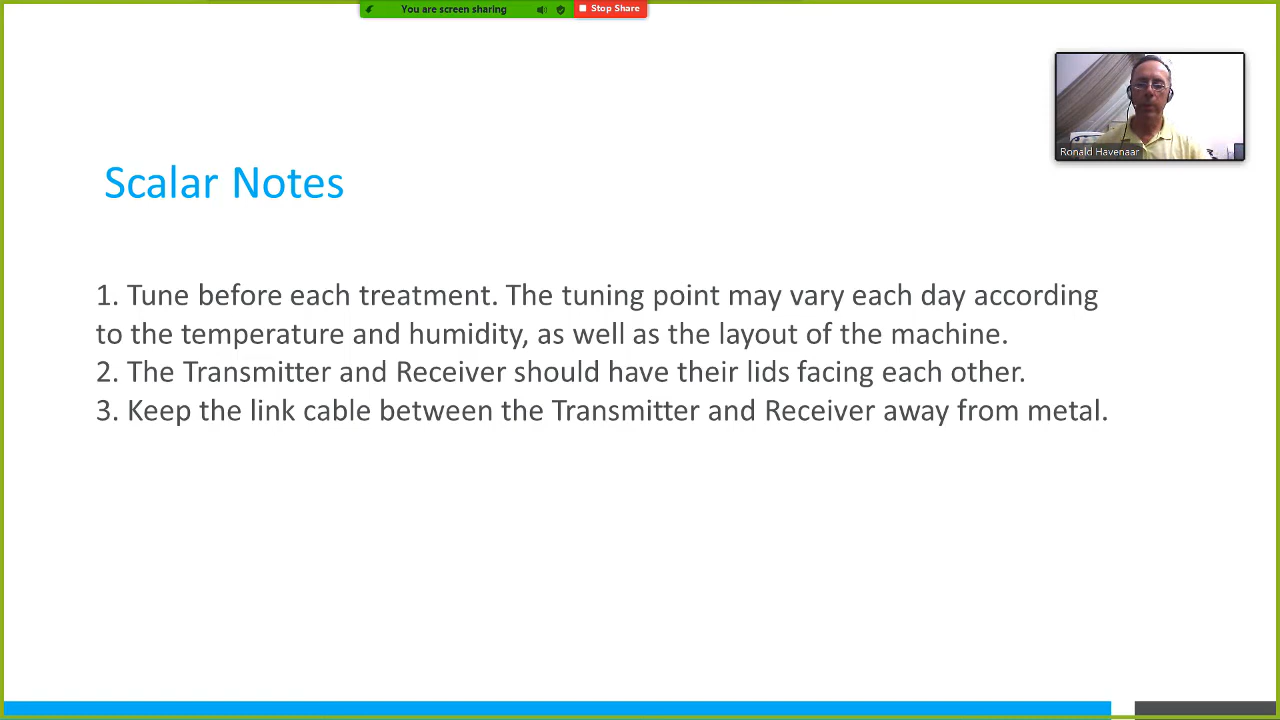 You are screen sharing
Stop Share
Ronald Havenaar
Scalar Notes
1. Tune before each treatment. The tuning point may vary each day according
to the temperature and humidity, as well as the layout of the machine.
2. The Transmitter and Receiver should have their lids facing each other.
3. Keep the link cable between the Transmitter and Receiver away from metal.